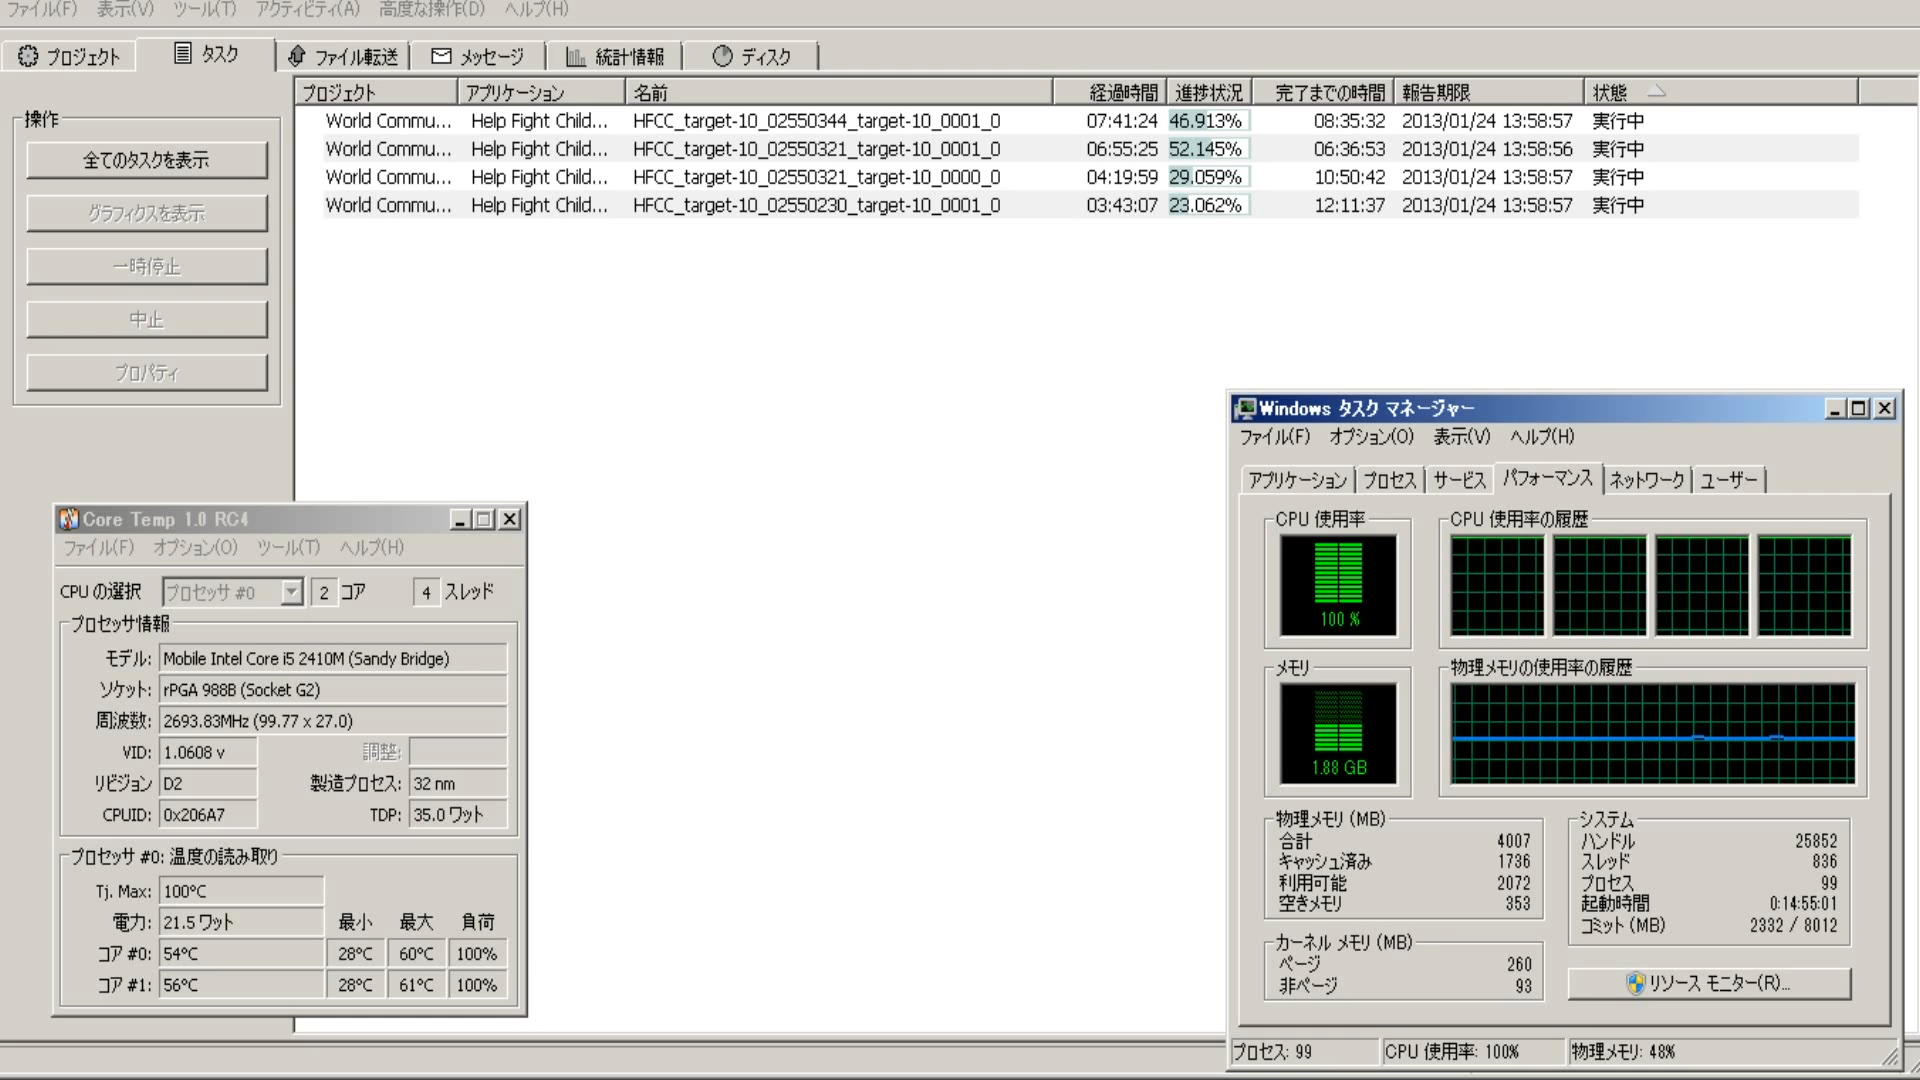 ファイル(F) 表示(V) ツール(T) アクティビティ(A) 高度な操作(D) ヘルプ(H)
プロジェクト タスク ファイル転送 メッセージ 統計情報 ディスク
操作
全てのタスクを表示
グラフィクスを表示
一時停止
中止
プロパティ
プロジェクト アプリケーション 名前 経過時間 進捗状況 完了までの時間 報告期限 状態
World Commu... Help Fight Child... HFCC_target-10_02550344_target-10_0001_0 07:41:24 46.913% 08:35:32 2013/01/24 13:58:57 実行中
World Commu... Help Fight Child... HFCC_target-10_02550321_target-10_0001_0 06:55:25 52.145% 06:36:53 2013/01/24 13:58:56 実行中
World Commu... Help Fight Child... HFCC_target-10_02550321_target-10_0000_0 04:19:59 29.059% 10:50:42 2013/01/24 13:58:57 実行中
World Commu... Help Fight Child... HFCC_target-10_02550230_target-10_0001_0 03:43:07 23.062% 12:11:37 2013/01/24 13:58:57 実行中
Core Temp 1.0 RC4
ファイル(F) オプション(O) ツール(T) ヘルプ(H)
CPU の選択 プロセッサ #0 2 コア 4 スレッド
プロセッサ情報
モデル: Mobile Intel Core i5 2410M (Sandy Bridge)
ソケット: rPGA 988B (Socket G2)
周波数: 2693.83MHz (99.77 x 27.0)
VID: 1.0608 v 調整:
リビジョン D2 製造プロセス: 32 nm
CPUID: 0x206A7 TDP: 35.0 ワット
プロセッサ #0: 温度の読み取り
Tj. Max: 100℃
電力: 21.5 ワット 最小 最大 負荷
コア #0: 54℃ 28℃ 60℃ 100%
コア #1: 56℃ 28℃ 61℃ 100%
Windows タスク マネージャー
ファイル(F) オプション(O) 表示(V) ヘルプ(H)
アプリケーション プロセス サービス パフォーマンス ネットワーク ユーザー
CPU 使用率 CPU 使用率の履歴
100 %
メモリ 物理メモリの使用率の履歴
1.88 GB
物理メモリ (MB)
合計 4007
キャッシュ済み 1736
利用可能 2072
空きメモリ 353
カーネル メモリ (MB)
ページ 260
非ページ 93
システム
ハンドル 25852
スレッド 836
プロセス 99
起動時間 0:14:55:01
コミット (MB) 2332 / 8012
リソース モニター(R)...
プロセス: 99 CPU 使用率: 100% 物理メモリ: 48%